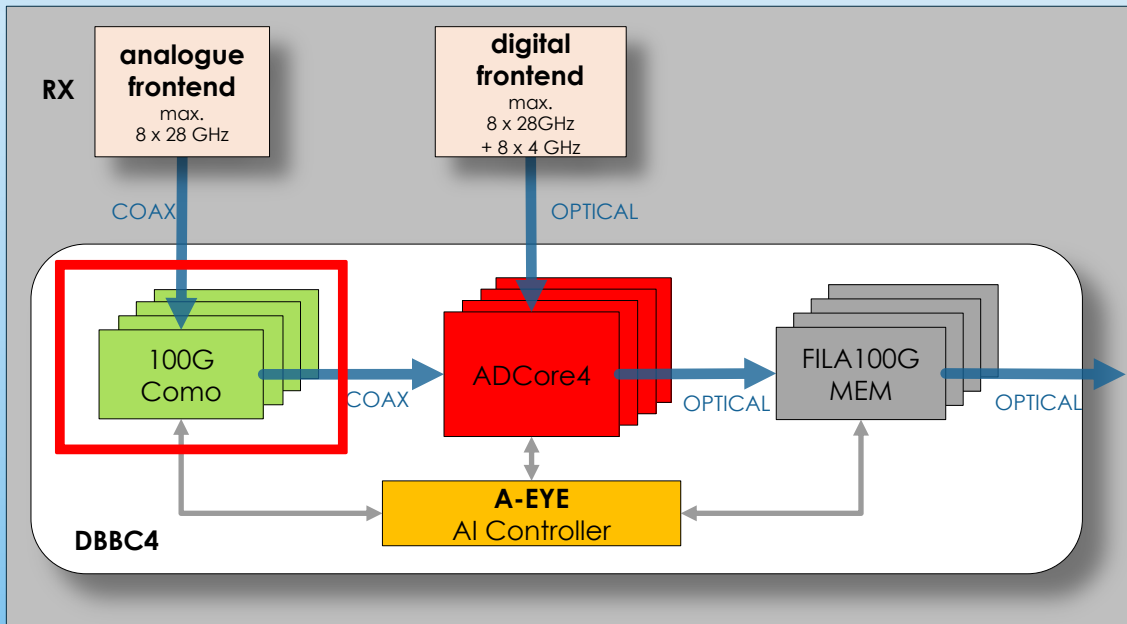 analogue
frontend
max.
8 x 28 GHz
digital
frontend
max.
8 x 28GHz
+ 8 x 4 GHz
RX
COAX
OPTICAL
100G
Como
COAX
ADCore4
OPTICAL
FILA100G
MEM
OPTICAL
A-EYE
AI Controller
DBBC4